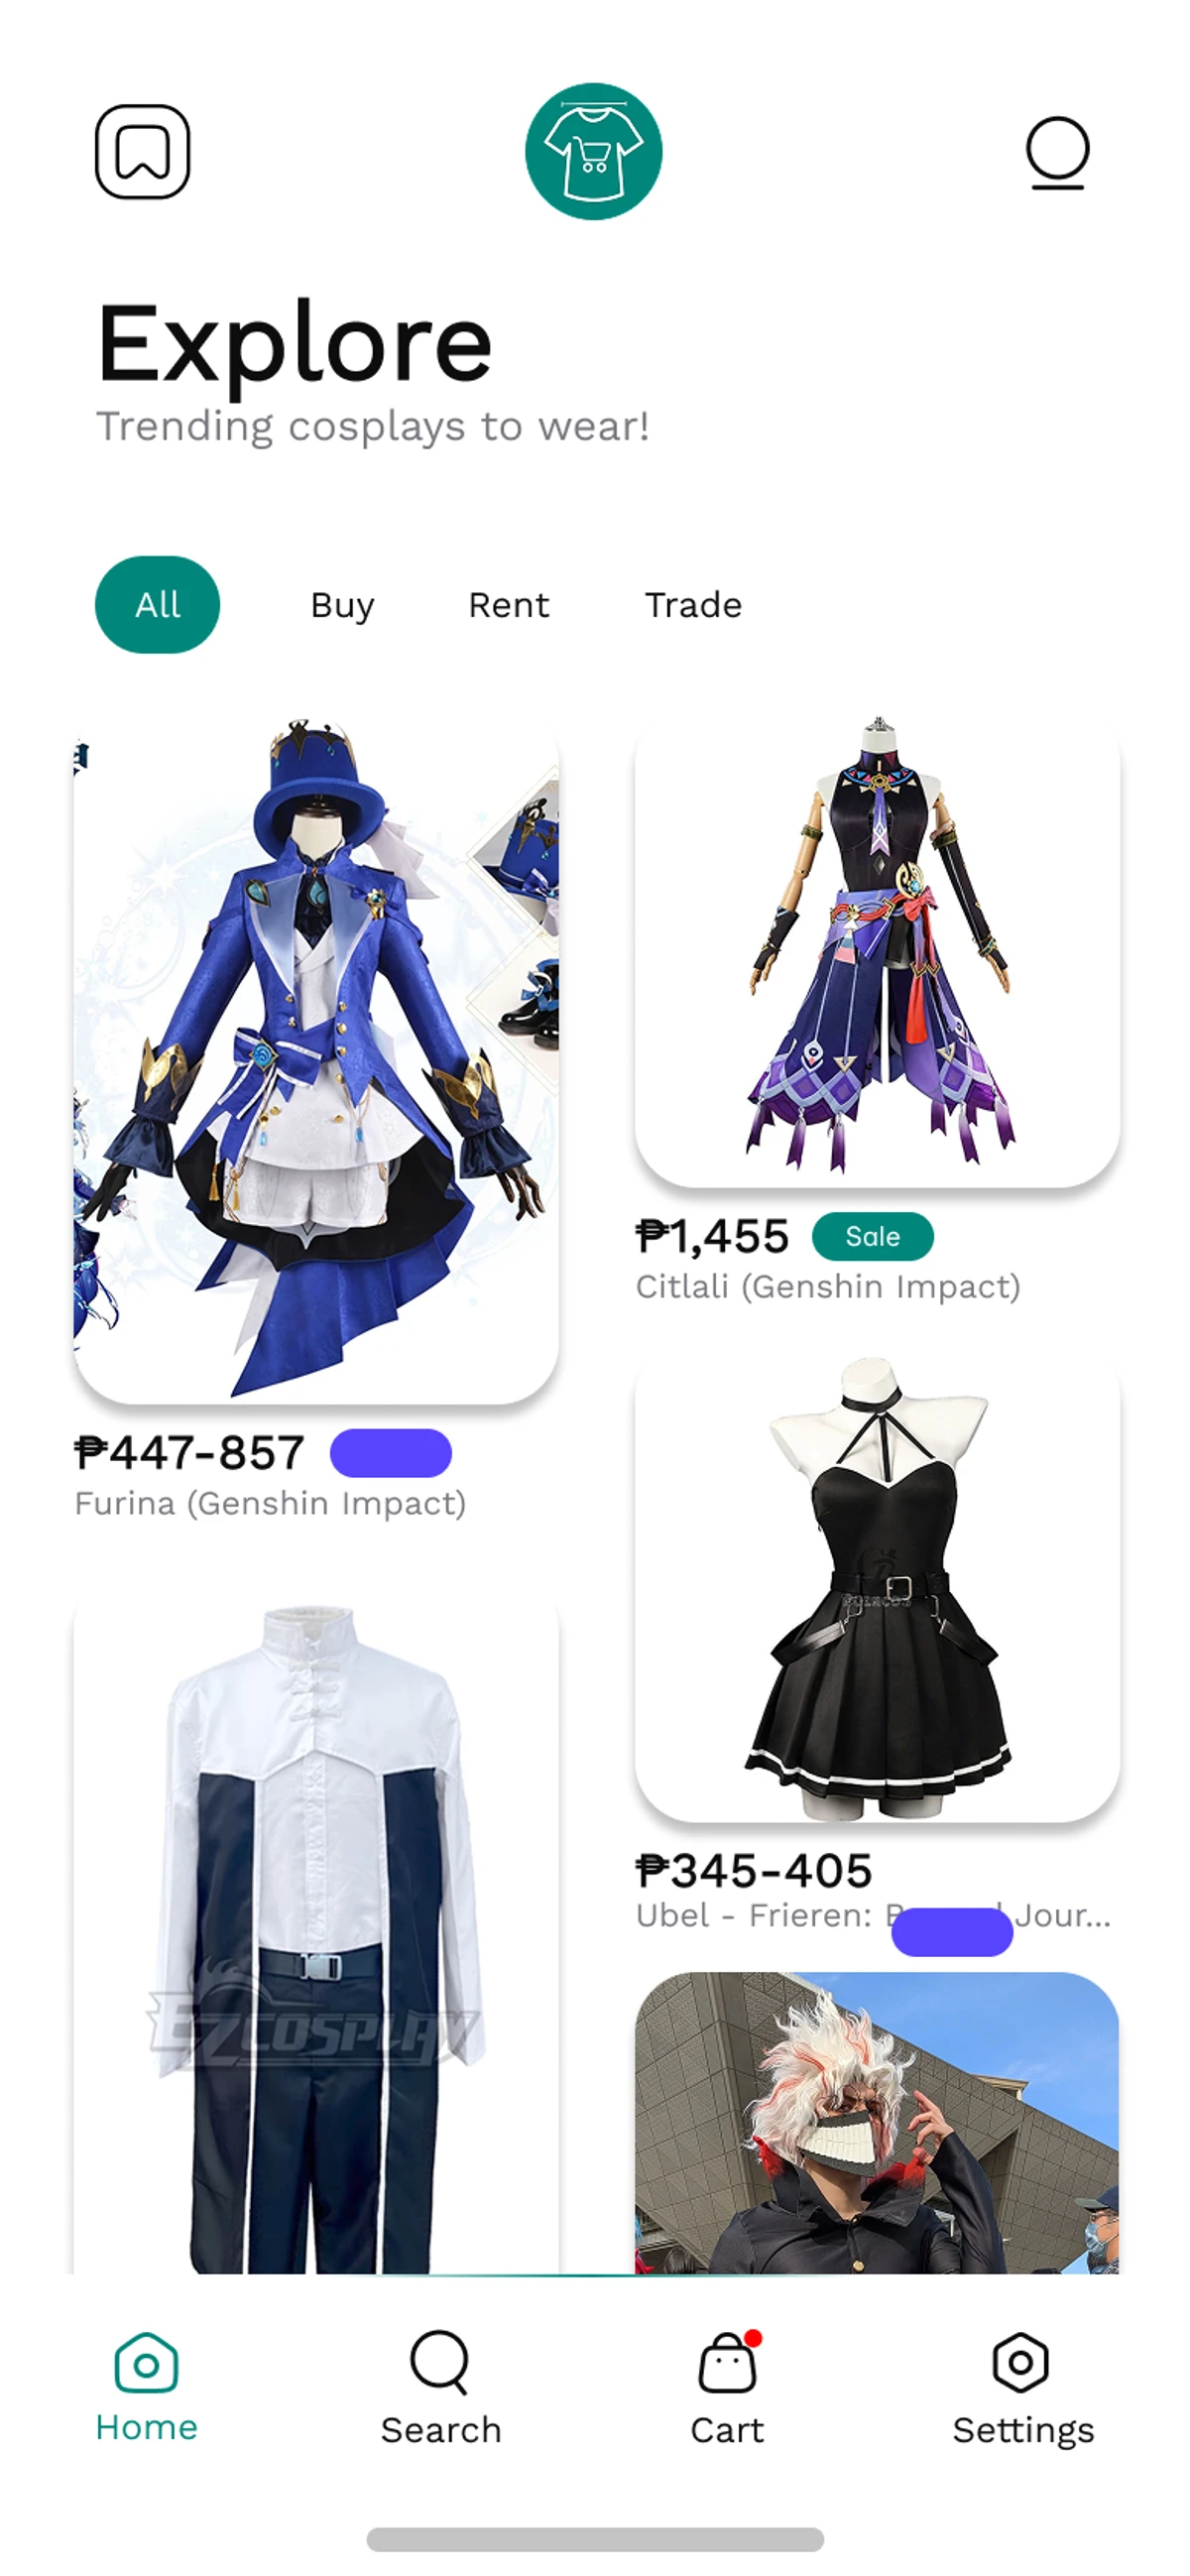 Explore
Trending cosplays to wear!
All
Buy
Rent
Trade
₱447-857
Furina (Genshin Impact)
₱1,455
Sale
Citlali (Genshin Impact)
₱345-405
Ubel - Frieren: Jour...
EZCOSPLAY
Home
Search
Cart
Settings